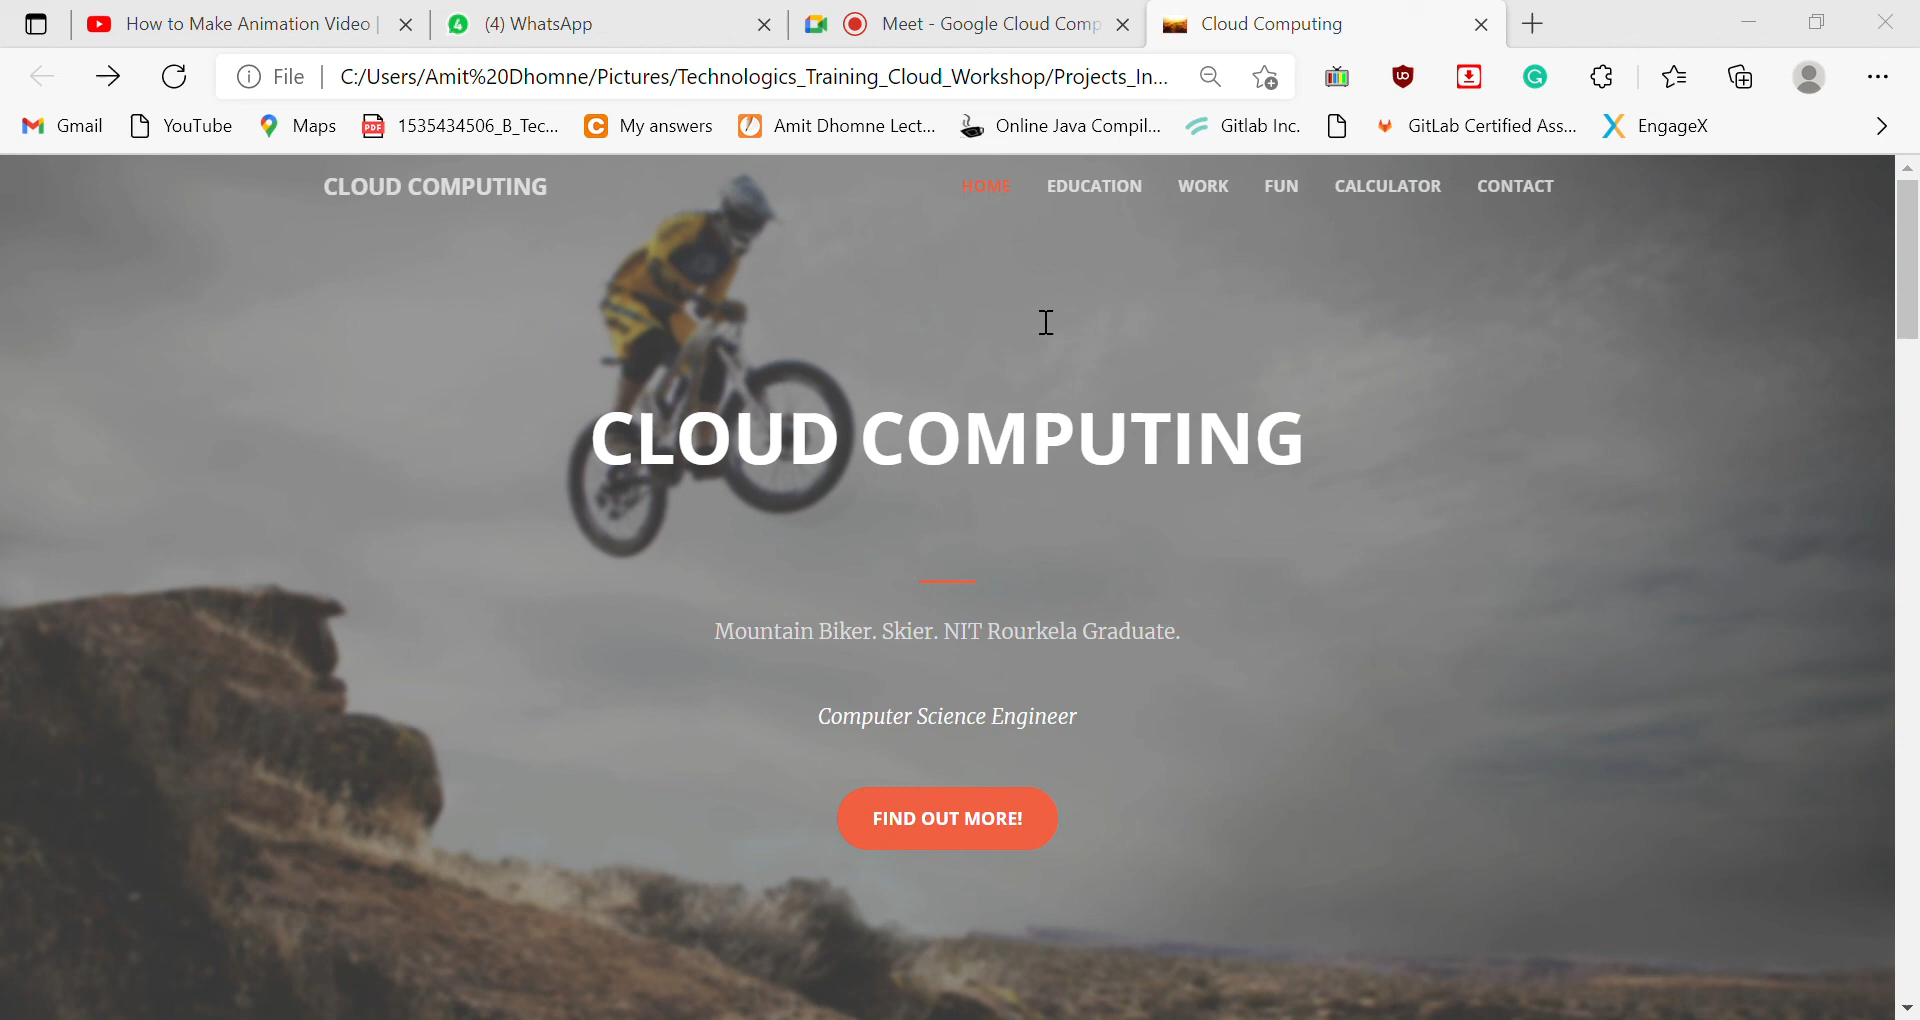 How to Make Animation Video |
(4) WhatsApp
Meet - Google Cloud Comp
Cloud Computing
File
C:/Users/Amit%20Dhomne/Pictures/Technologics_Training_Cloud_Workshop/Projects_In...
Gmail
YouTube
Maps
PDF
1535434506_B_Tec...
My answers
Amit Dhomne Lect...
Online Java Compil...
Gitlab Inc.
GitLab Certified Ass...
EngageX
CLOUD COMPUTING
HOME
EDUCATION
WORK
FUN
CALCULATOR
CONTACT
CLOUD COMPUTING
Mountain Biker. Skier. NIT Rourkela Graduate.
Computer Science Engineer
FIND OUT MORE!